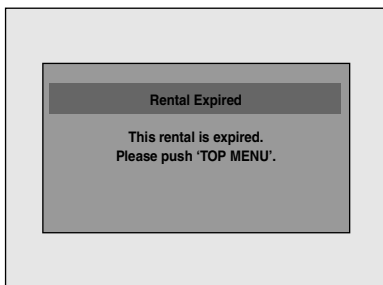 Rental Expired
This rental is expired.
Please push ‘TOP MENU’.